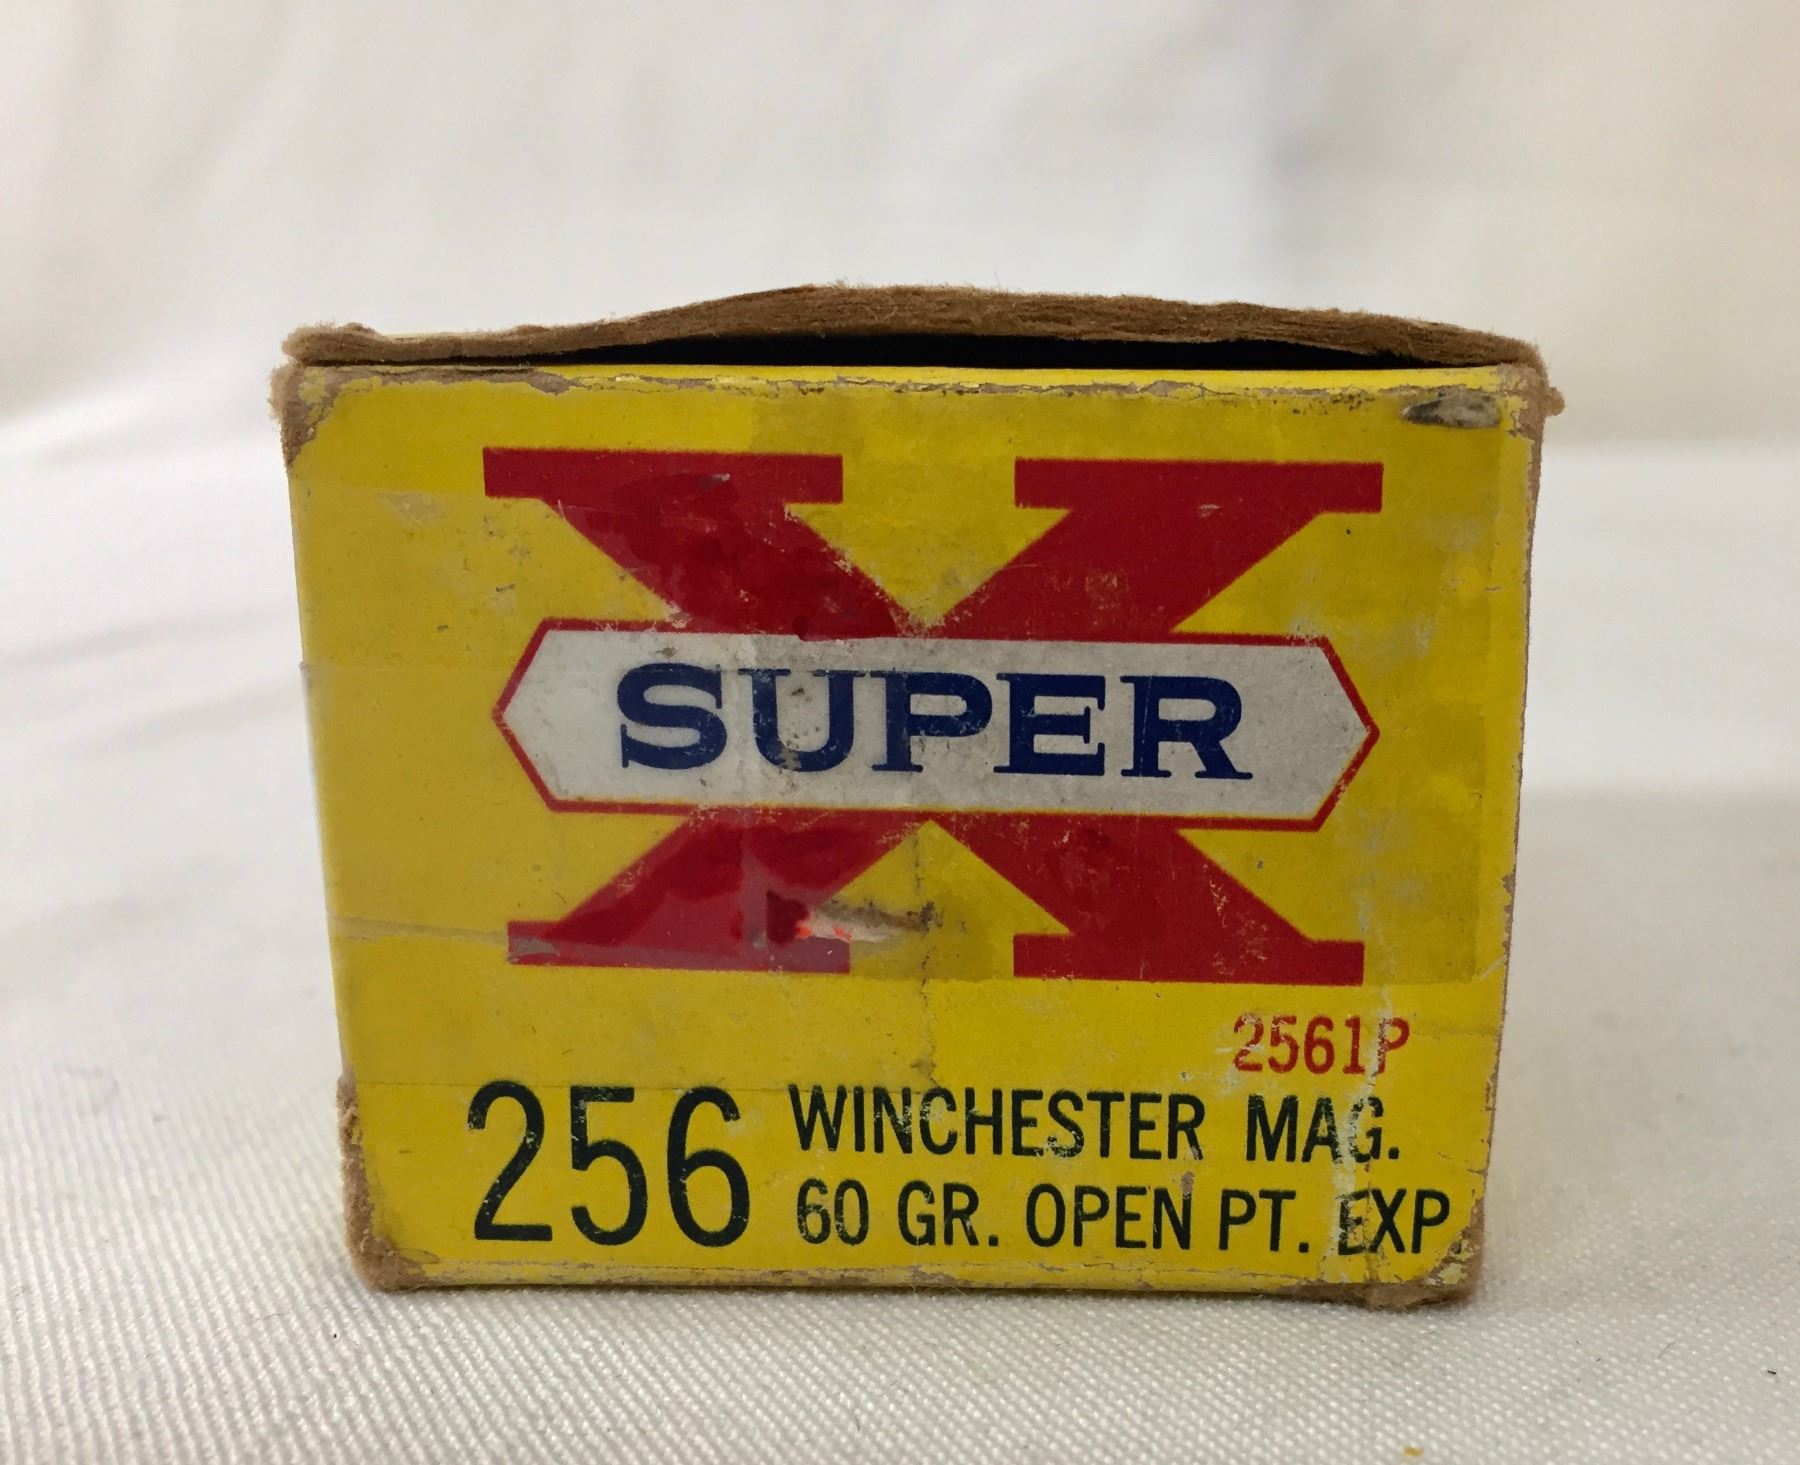 X
SUPER
2561P
256 WINCHESTER MAG.
60 GR. OPEN PT. EXP.